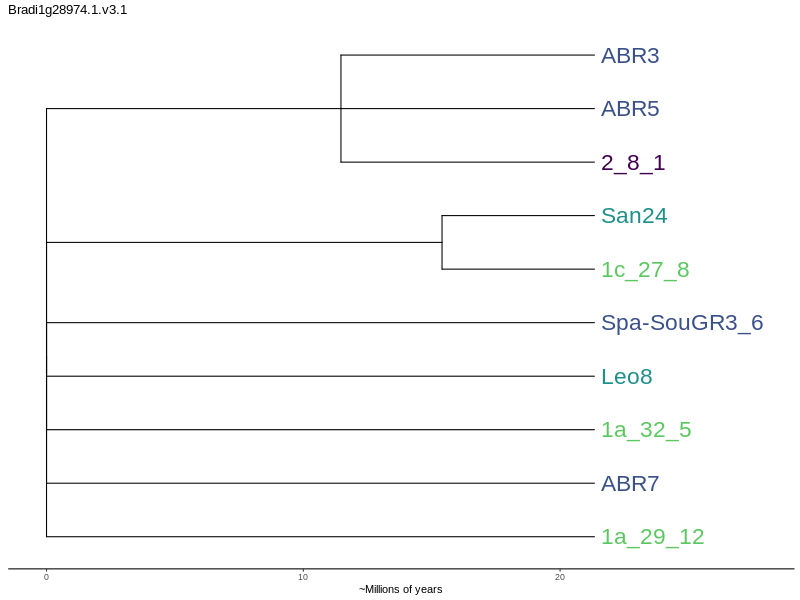 Bradi1g28974.1.v3.1
ABR3
ABR5
2_8_1
San24
1c_27_8
Spa-SouGR3_6
Leo8
1a_32_5
ABR7
1a_29_12
0 10 20
~Millions of years